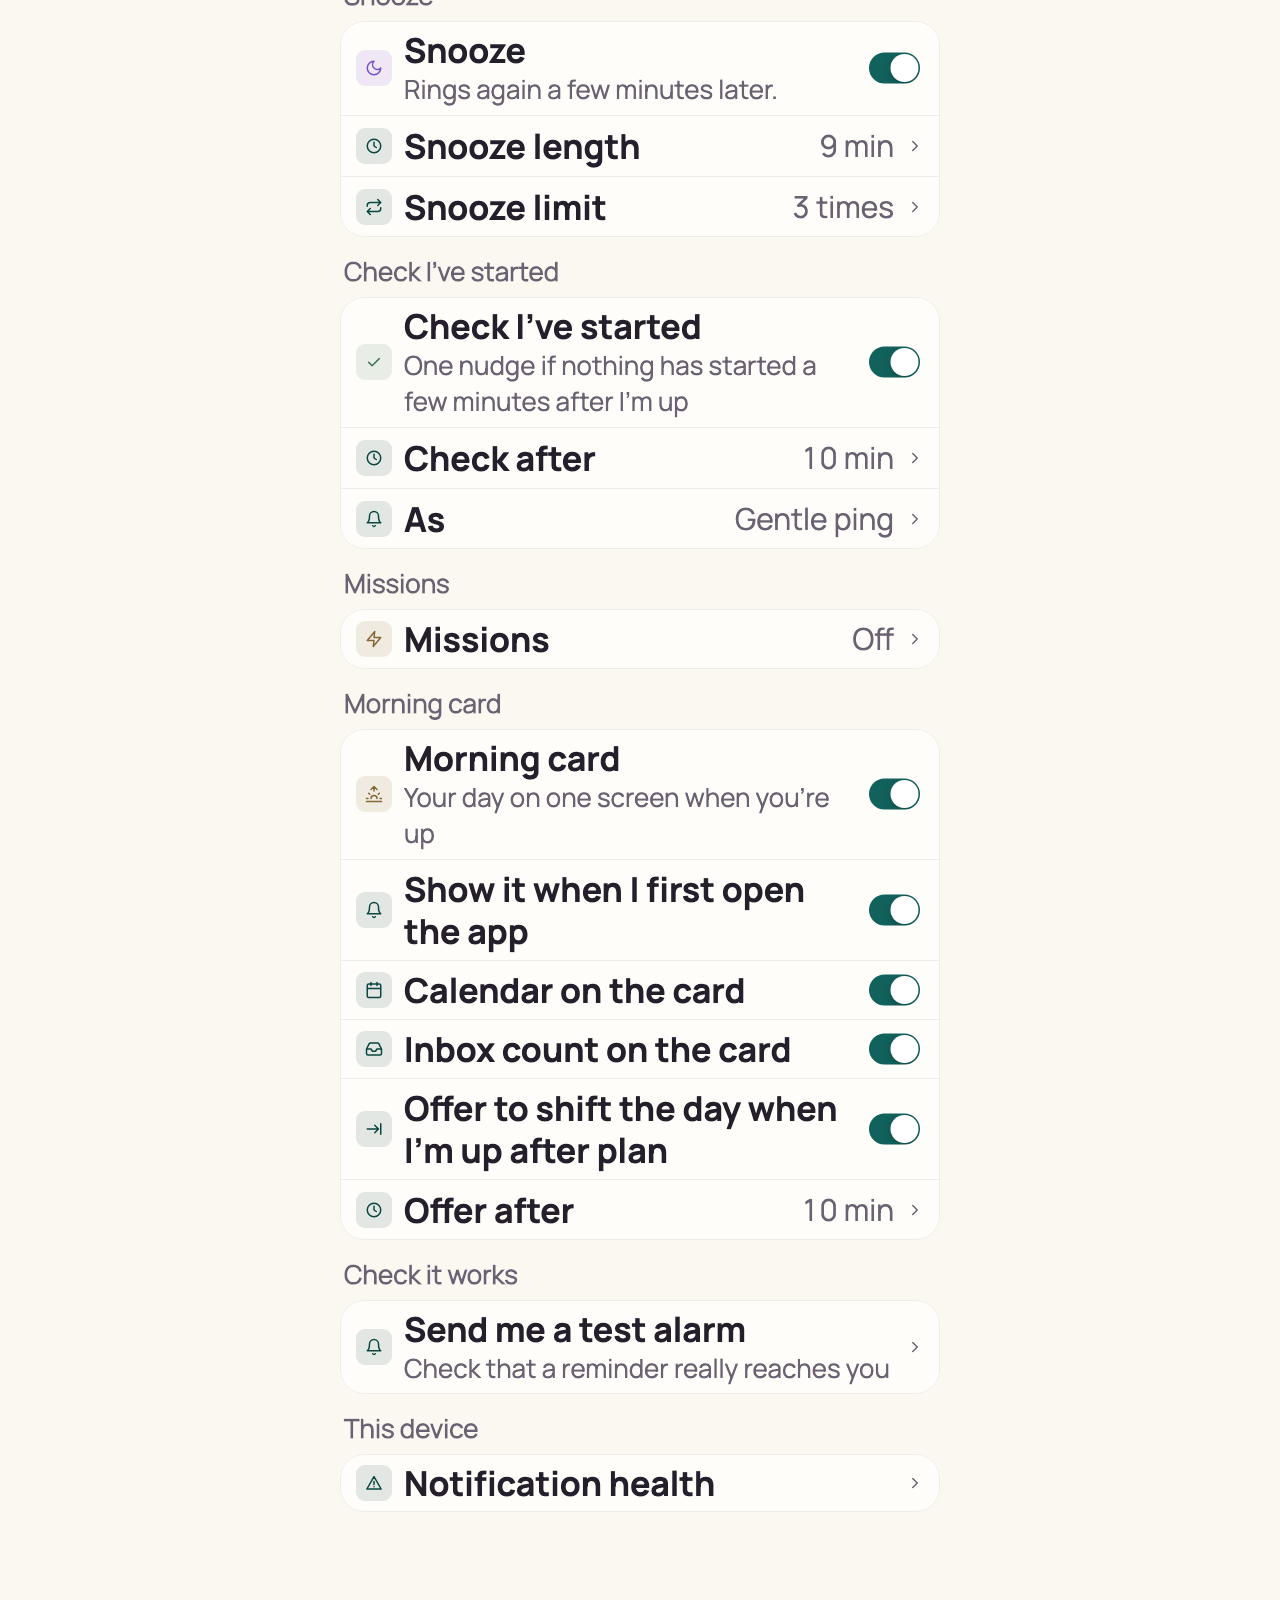 Snooze
Snooze
Rings again a few minutes later.
Snooze length
9 min
Snooze limit
3 times
Check I've started
Check I've started
One nudge if nothing has started a
few minutes after I'm up
Check after
10 min
As
Gentle ping
Missions
Missions
Off
Morning card
Morning card
Your day on one screen when you're
up
Show it when I first open
the app
Calendar on the card
Inbox count on the card
Offer to shift the day when
I'm up after plan
Offer after
10 min
Check it works
Send me a test alarm
Check that a reminder really reaches you
This device
Notification health